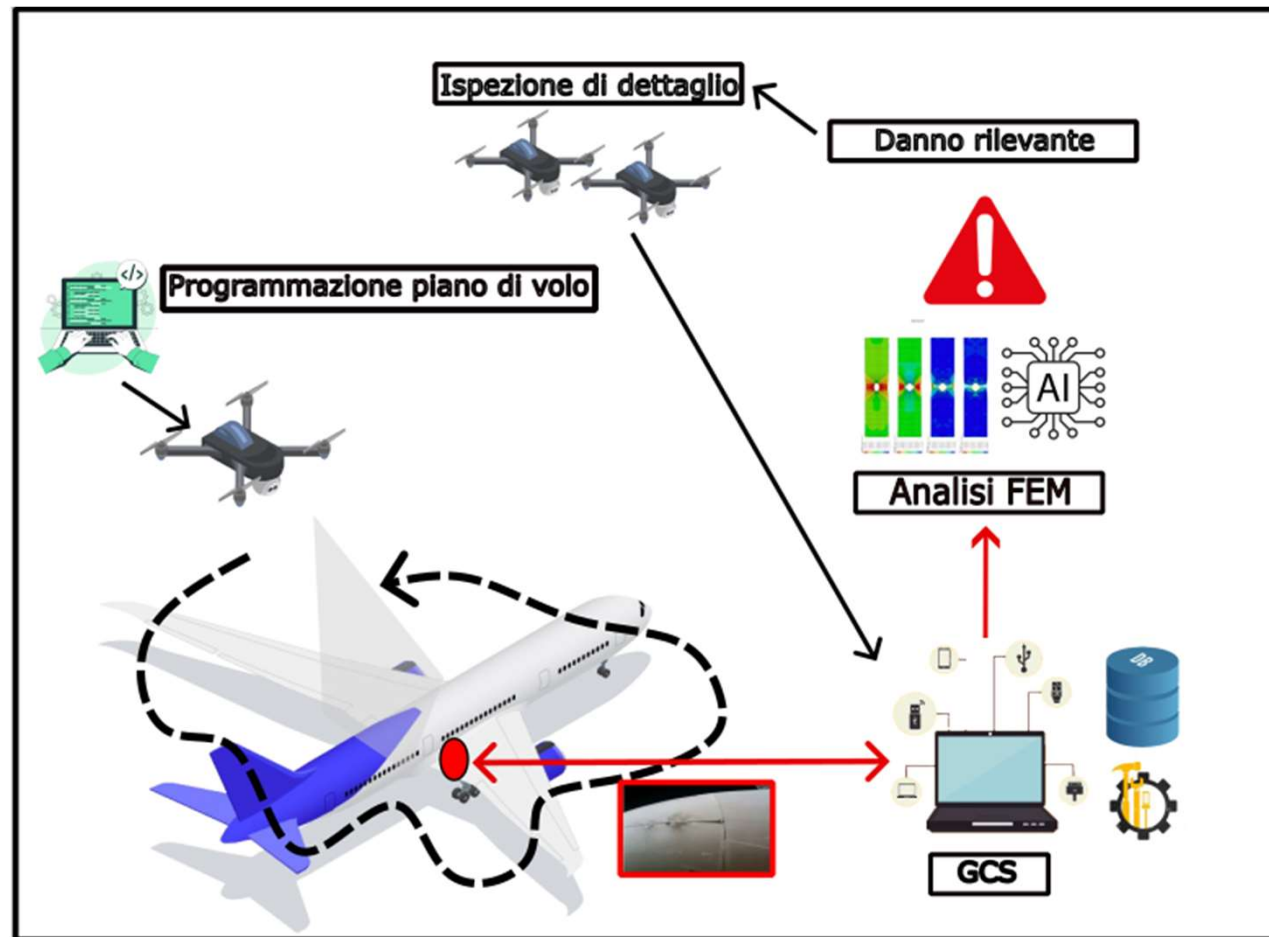 Ispezione di dettaglio
Danno rilevante
</>
Programmazione piano di volo
AI
Analisi FEM
DB
GCS